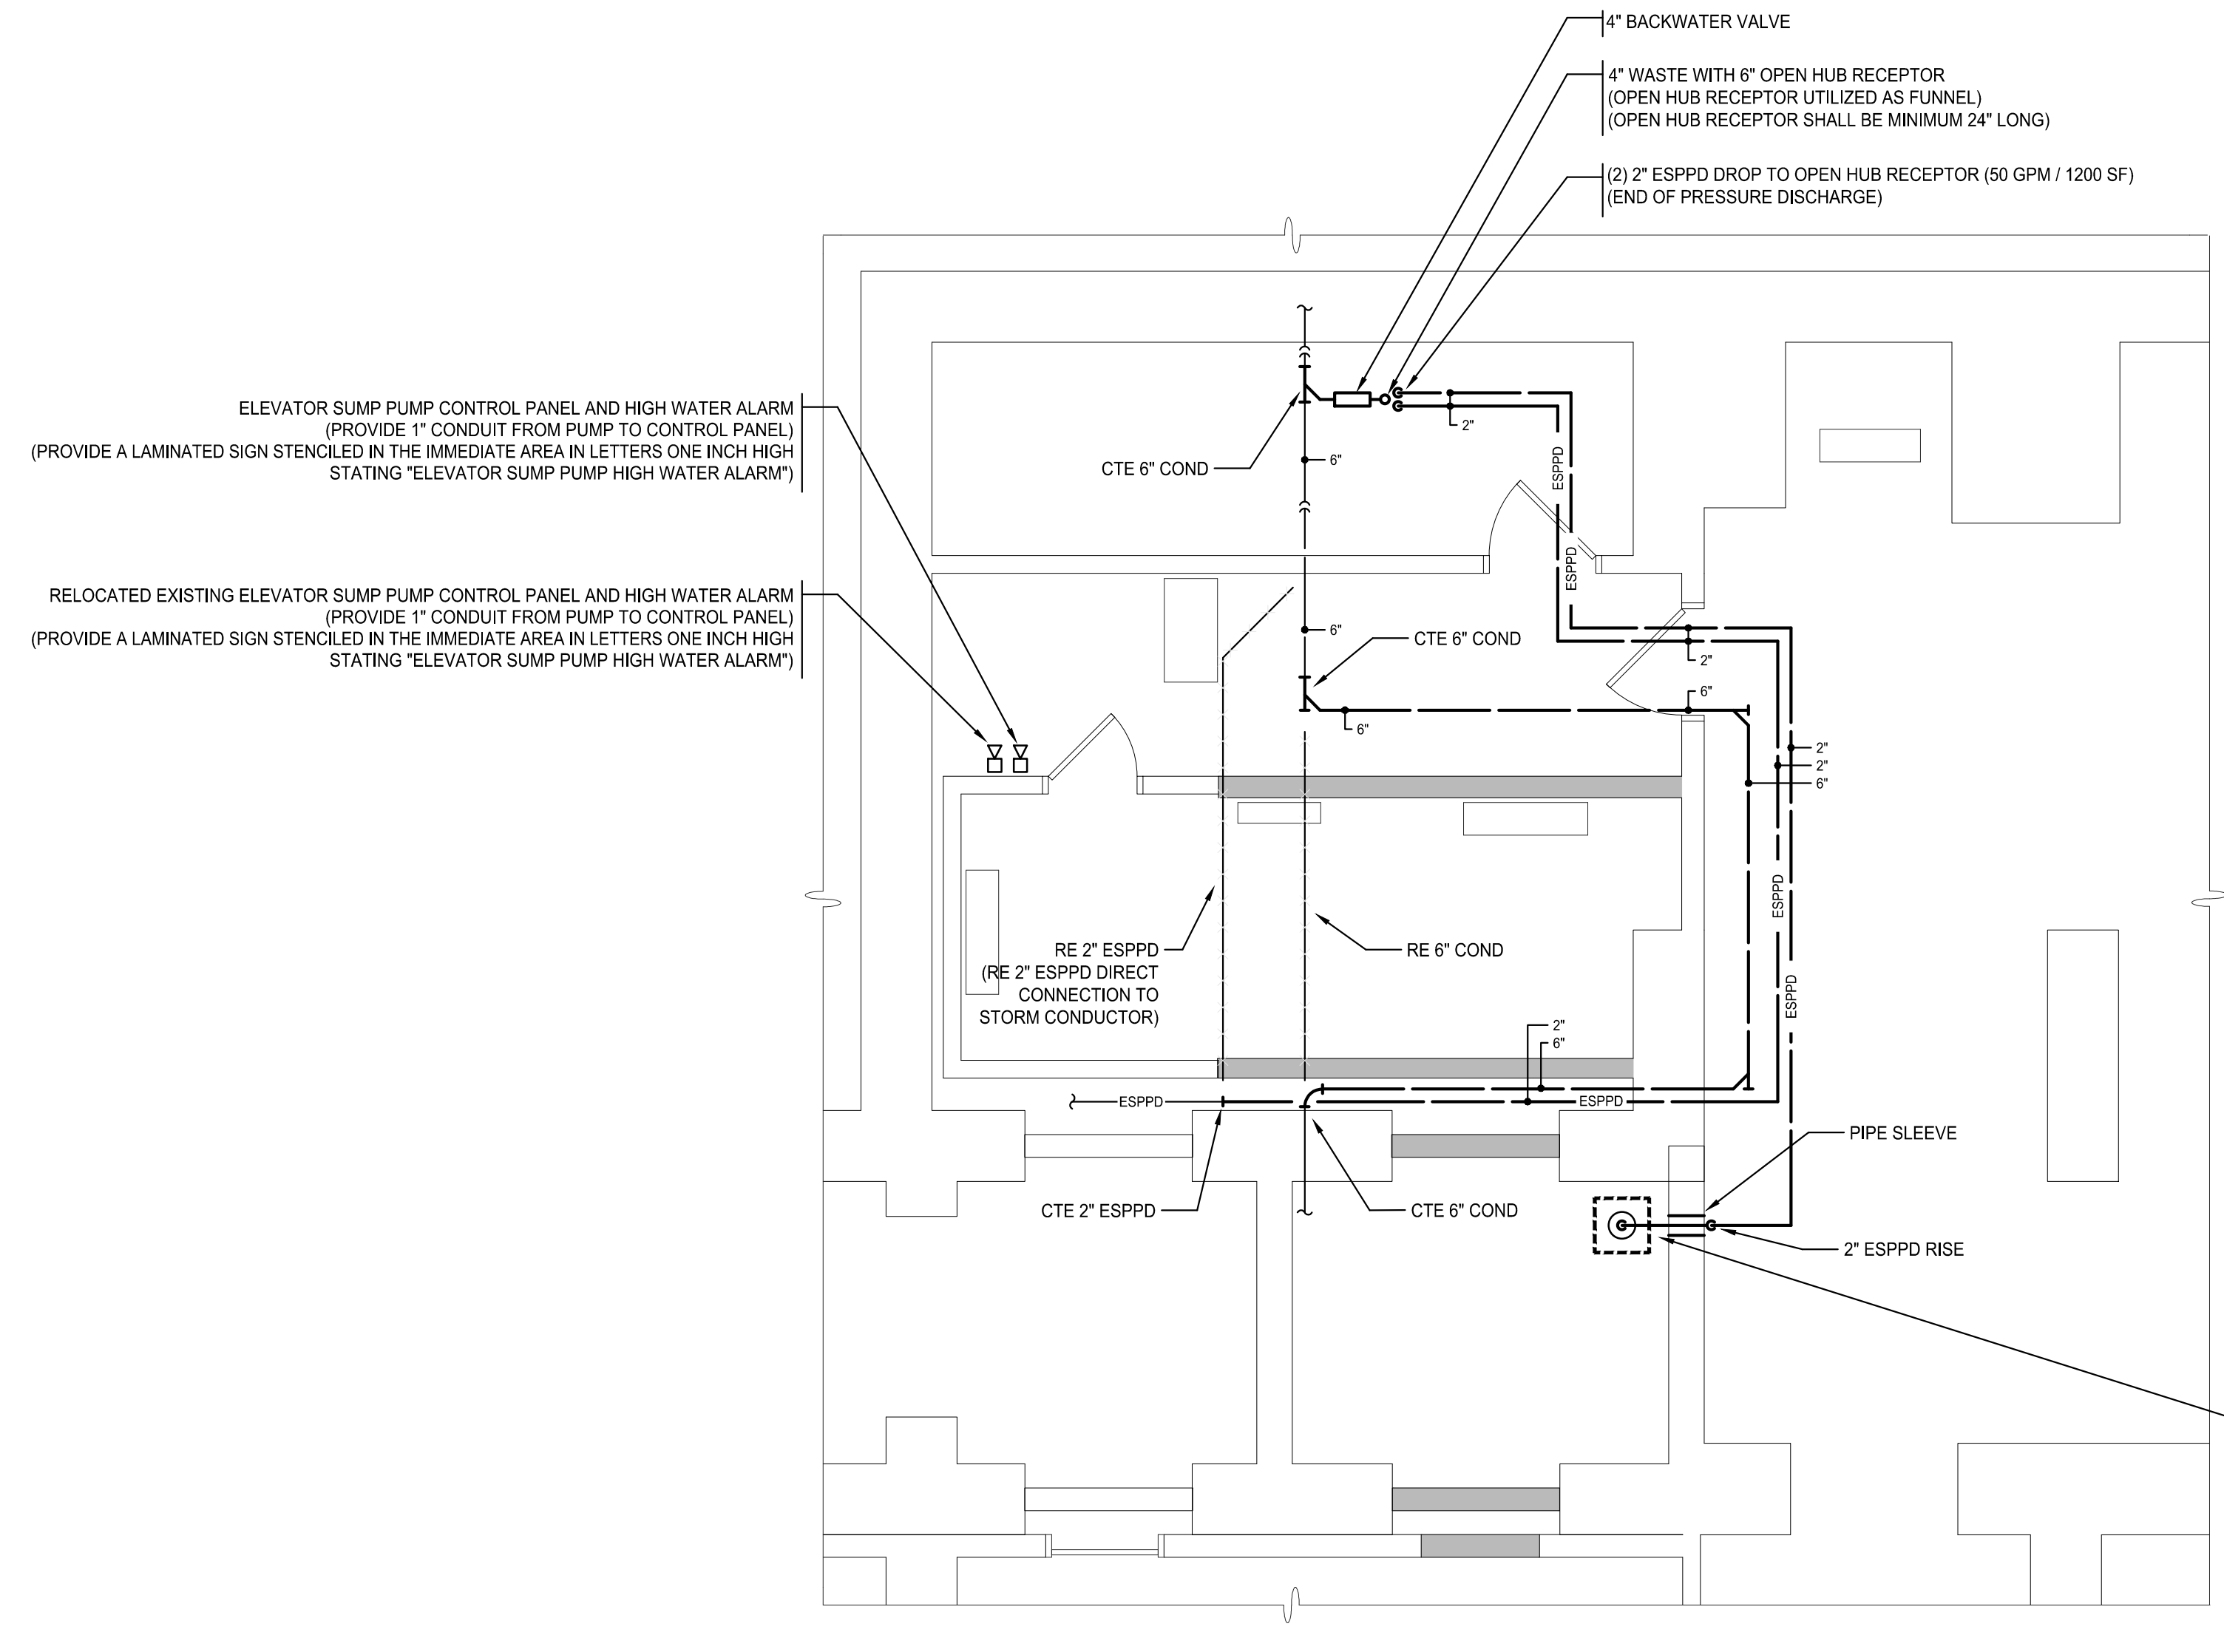 4" BACKWATER VALVE
4" WASTE WITH 6" OPEN HUB RECEPTOR
(OPEN HUB RECEPTOR UTILIZED AS FUNNEL)
(OPEN HUB RECEPTOR SHALL BE MINIMUM 24" LONG)
(2) 2" ESPPD DROP TO OPEN HUB RECEPTOR (50 GPM / 1200 SF)
(END OF PRESSURE DISCHARGE)
ELEVATOR SUMP PUMP CONTROL PANEL AND HIGH WATER ALARM
(PROVIDE 1" CONDUIT FROM PUMP TO CONTROL PANEL)
(PROVIDE A LAMINATED SIGN STENCILED IN THE IMMEDIATE AREA IN LETTERS ONE INCH HIGH
STATING "ELEVATOR SUMP PUMP HIGH WATER ALARM")
2"
CTE 6" COND
6"
ESPPD
ESPPD
RELOCATED EXISTING ELEVATOR SUMP PUMP CONTROL PANEL AND HIGH WATER ALARM
(PROVIDE 1" CONDUIT FROM PUMP TO CONTROL PANEL)
(PROVIDE A LAMINATED SIGN STENCILED IN THE IMMEDIATE AREA IN LETTERS ONE INCH HIGH
STATING "ELEVATOR SUMP PUMP HIGH WATER ALARM")
6"
CTE 6" COND
2"
6"
6"
2"
2"
6"
ESPPD
ESPPD
RE 2" ESPPD
(RE 2" ESPPD DIRECT
CONNECTION TO
STORM CONDUCTOR)
RE 6" COND
2"
6"
ESPPD
ESPPD
PIPE SLEEVE
CTE 2" ESPPD
CTE 6" COND
2" ESPPD RISE